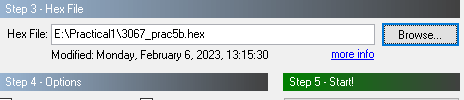 Step 3 - Hex File
Hex File: E:\Practical1\3067_prac5b.hex Browse...
Modified: Monday, February 6, 2023, 13:15:30 more info
Step 4 - Options Step 5 - Start!